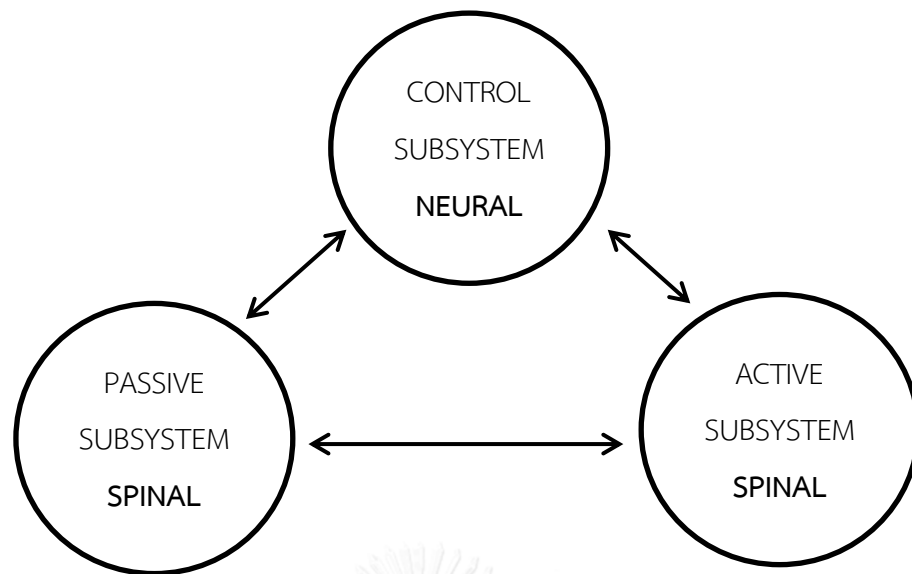 CONTROL
SUBSYSTEM
NEURAL
PASSIVE
SUBSYSTEM
SPINAL
ACTIVE
SUBSYSTEM
SPINAL